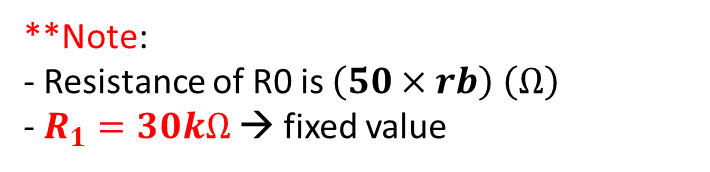 **Note:
- Resistance of R0 is (50 × rb) (Ω)
- R₁ = 30kΩ → fixed value